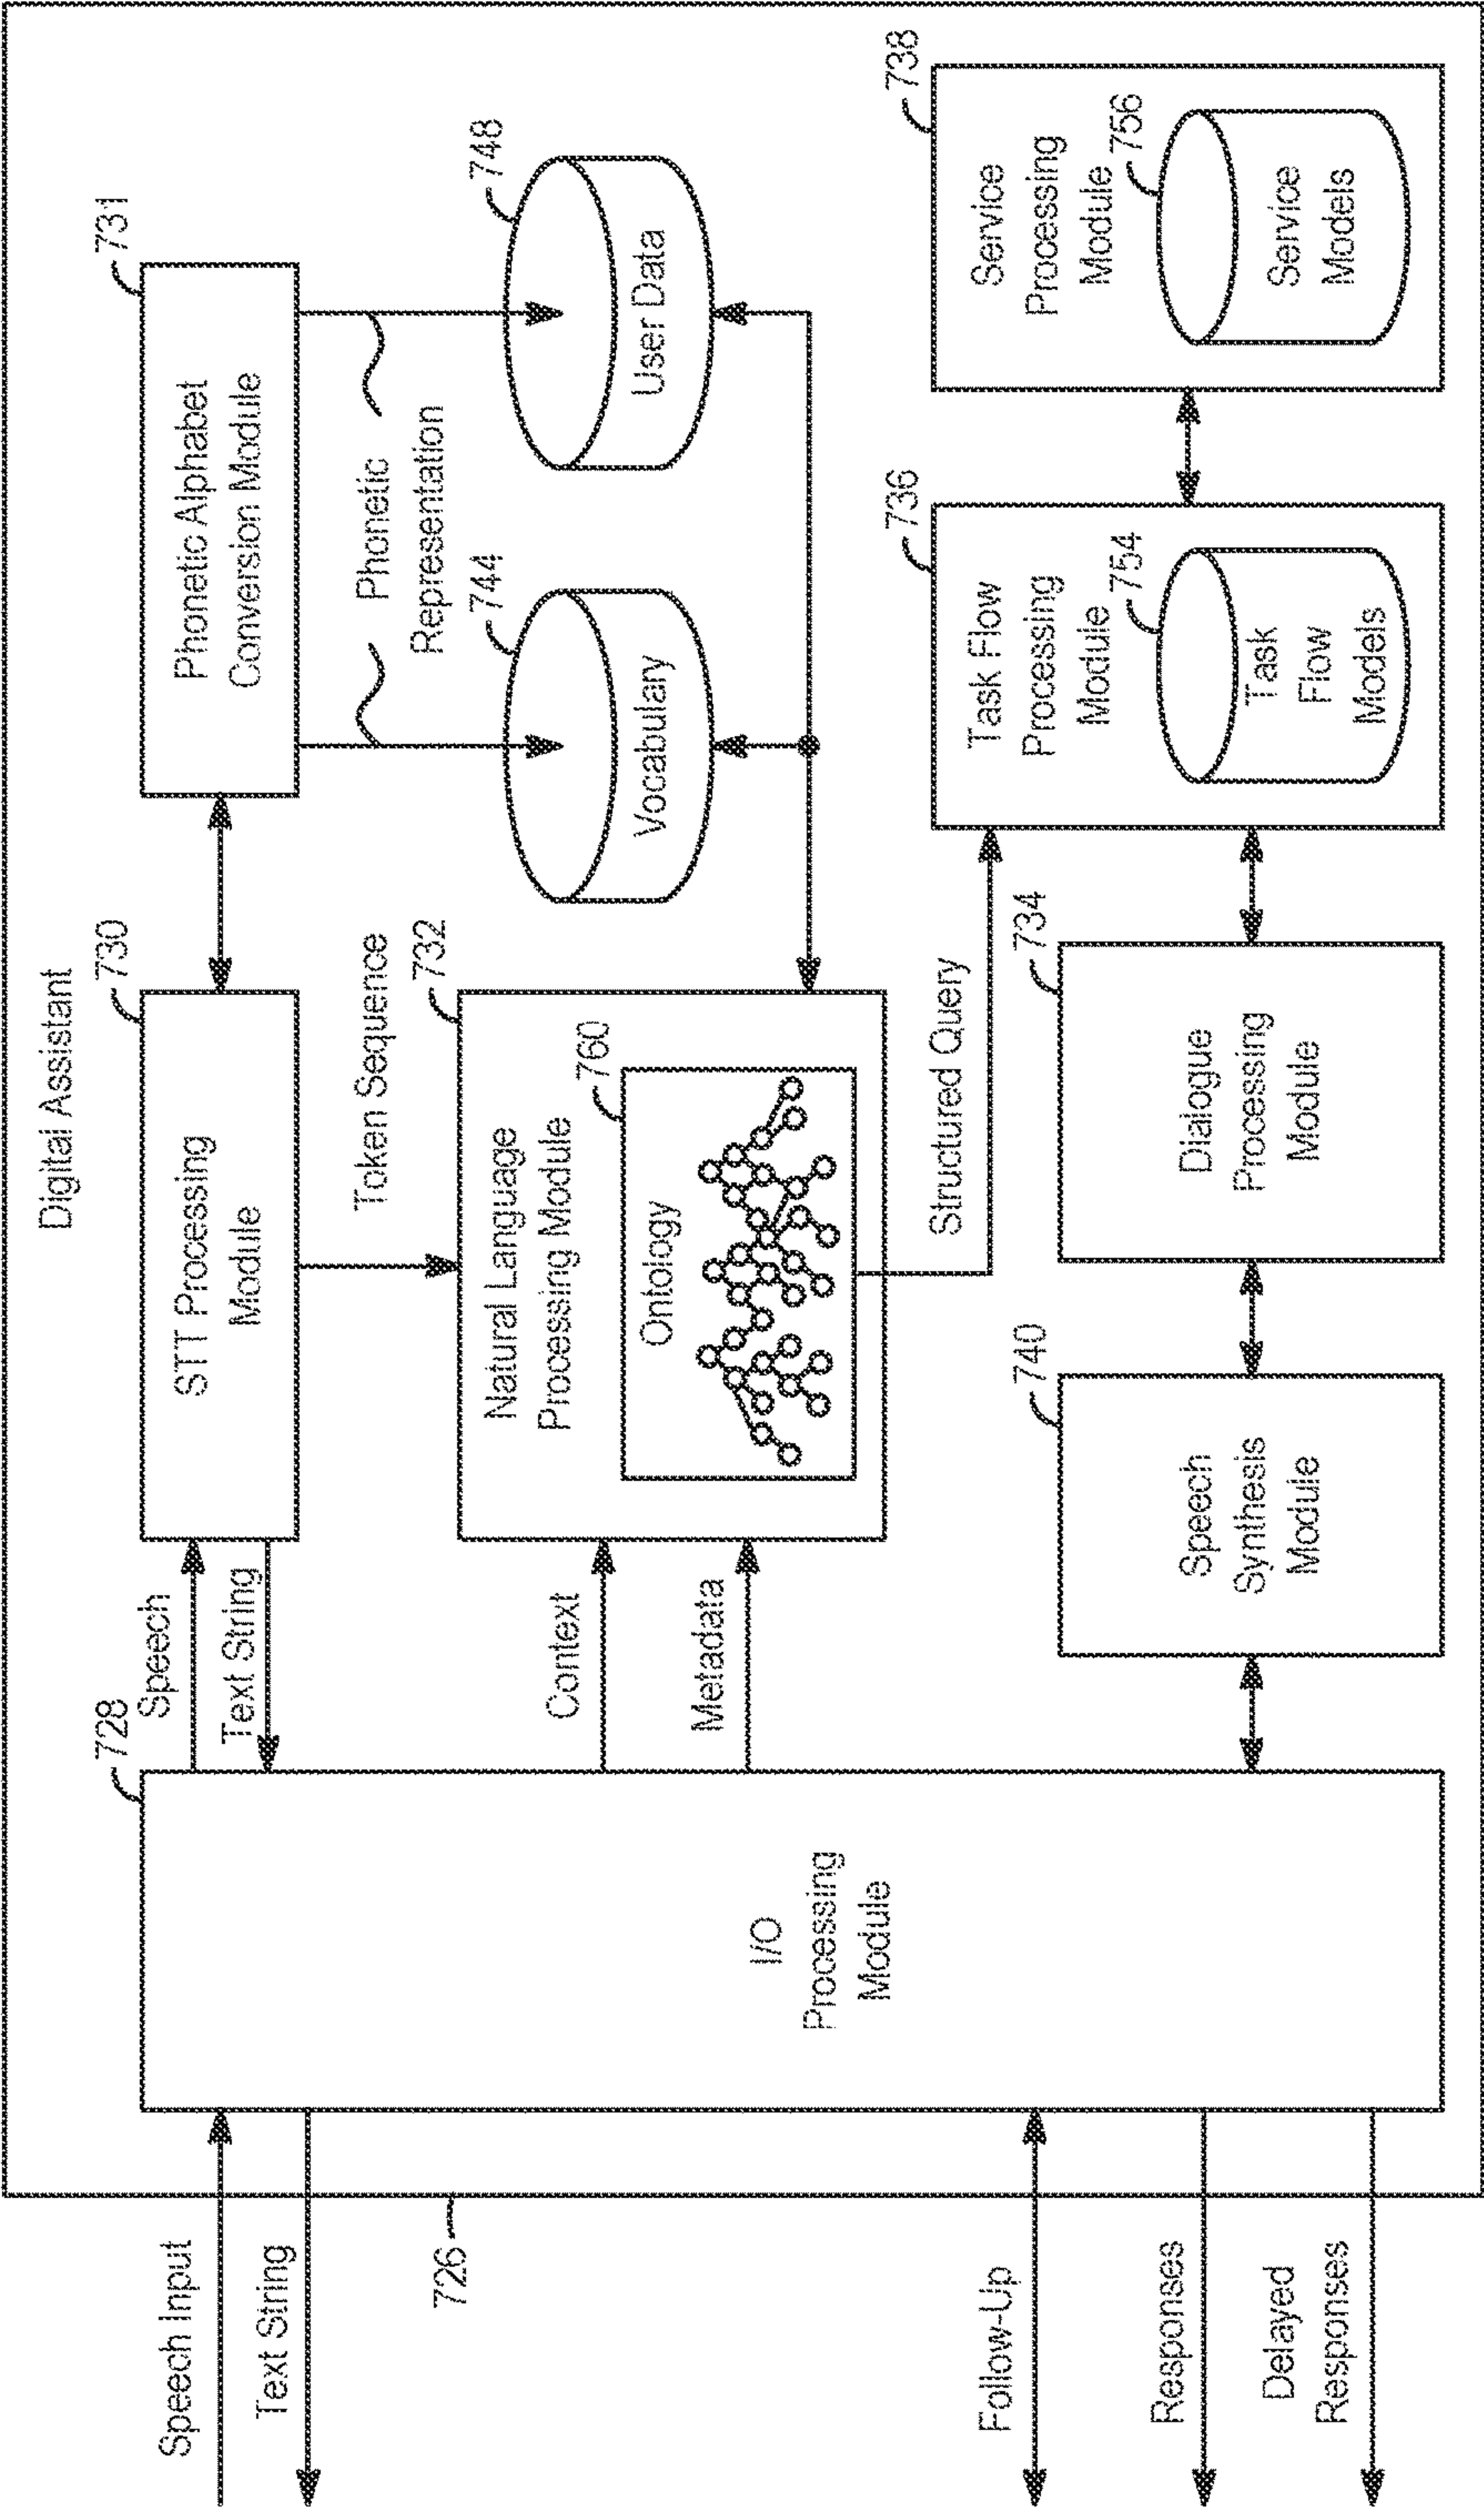 Digital Assistant
726
Speech Input
Text String
Follow-Up
Responses
Delayed
Responses
728
I/O
Processing
Module
Speech
Text String
Context
Metadata
730
STT Processing
Module
Token Sequence
732
Natural Language
Processing Module
760
Ontology
731
Phonetic Alphabet
Conversion Module
Phonetic
Representation
744
Vocabulary
748
User Data
Structured Query
740
Speech
Synthesis
Module
734
Dialogue
Processing
Module
736
Task Flow
Processing
Module
754
Task
Flow
Models
738
Service
Processing
Module
756
Service
Models